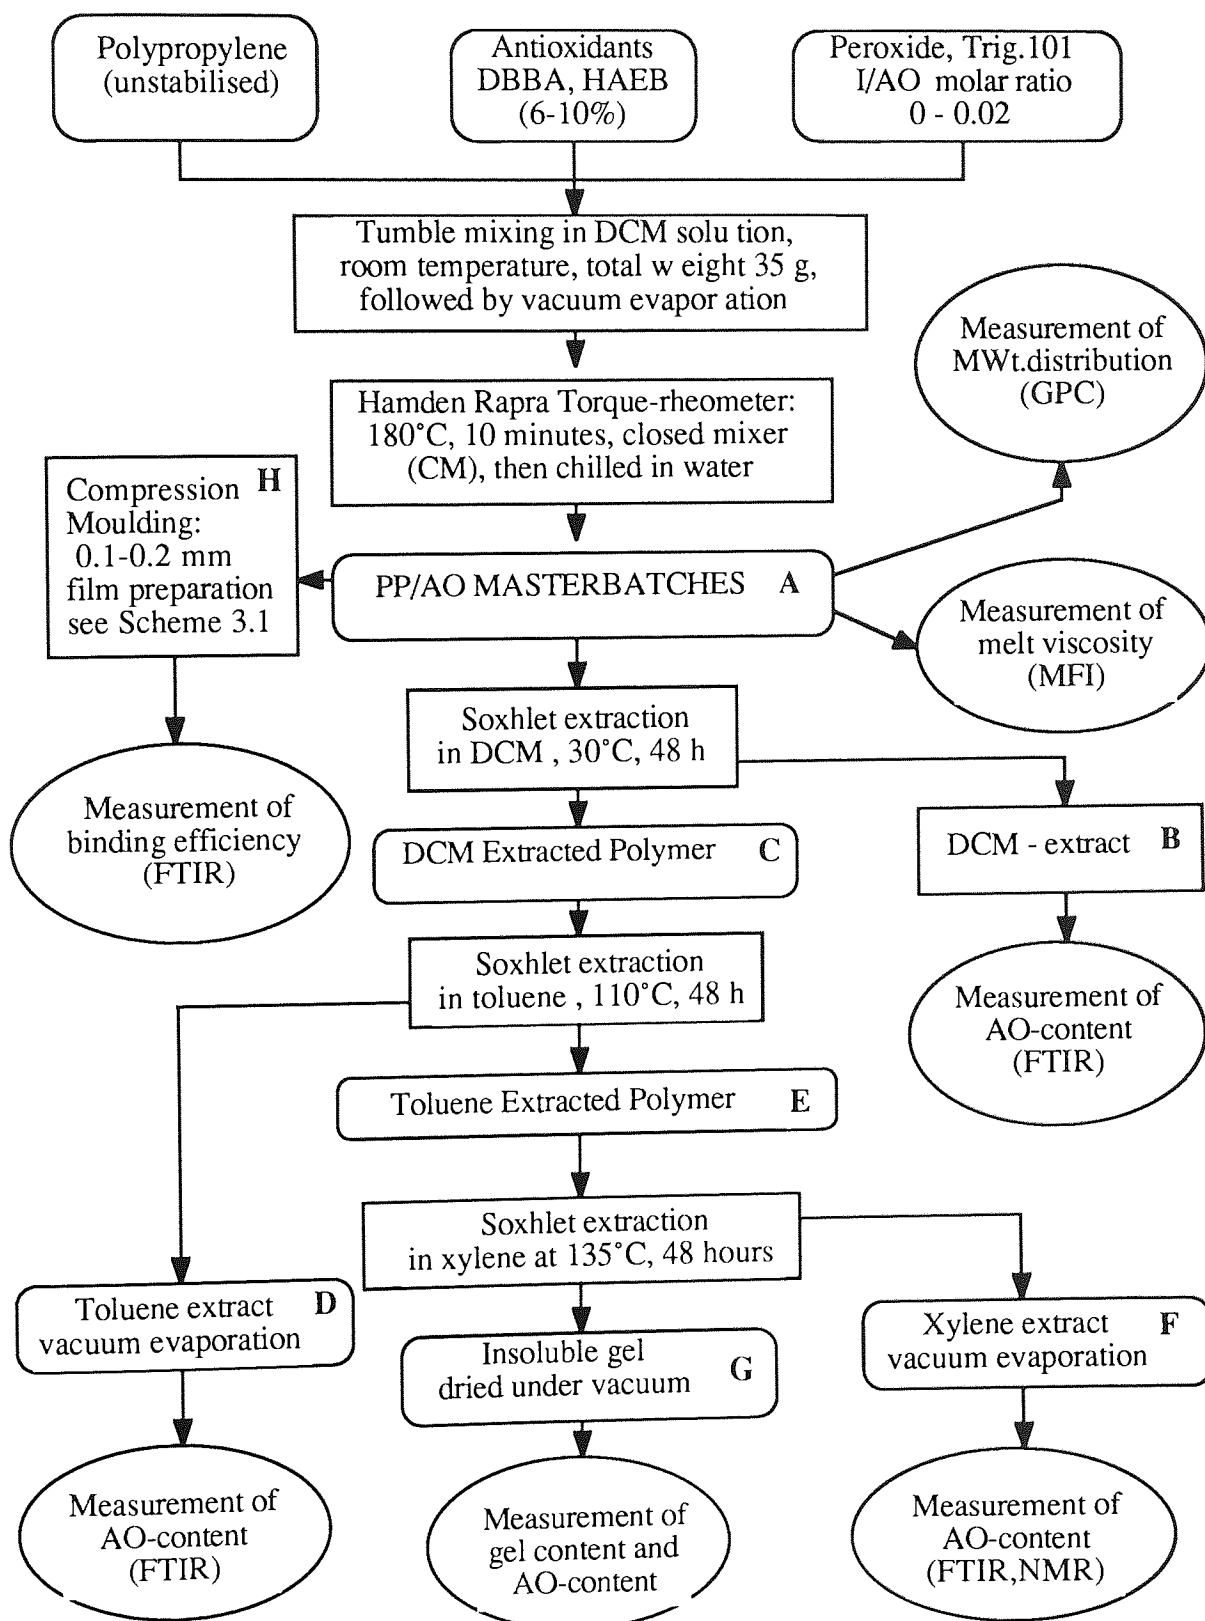 Polypropylene
(unstabilised)
Antioxidants
DBBA, HAEB
(6-10%)
Peroxide, Trig.101
I/AO molar ratio
0 - 0.02
Tumble mixing in DCM solu tion,
room temperature, total w eight 35 g,
followed by vacuum evapor ation
Measurement of
MWt.distribution
(GPC)
Hamden Rapra Torque-rheometer:
180°C, 10 minutes, closed mixer
(CM), then chilled in water
Compression H
Moulding:
0.1-0.2 mm
film preparation
see Scheme 3.1
PP/AO MASTERBATCHES A
Measurement of
melt viscosity
(MFI)
Soxhlet extraction
in DCM , 30°C, 48 h
Measurement of
binding efficiency
(FTIR)
DCM Extracted Polymer C
DCM - extract B
Soxhlet extraction
in toluene , 110°C, 48 h
Measurement of
AO-content
(FTIR)
Toluene Extracted Polymer E
Soxhlet extraction
in xylene at 135°C, 48 hours
Toluene extract D
vacuum evaporation
Insoluble gel
dried under vacuum G
Xylene extract F
vacuum evaporation
Measurement of
AO-content
(FTIR)
Measurement of
gel content and
AO-content
Measurement of
AO-content
(FTIR,NMR)